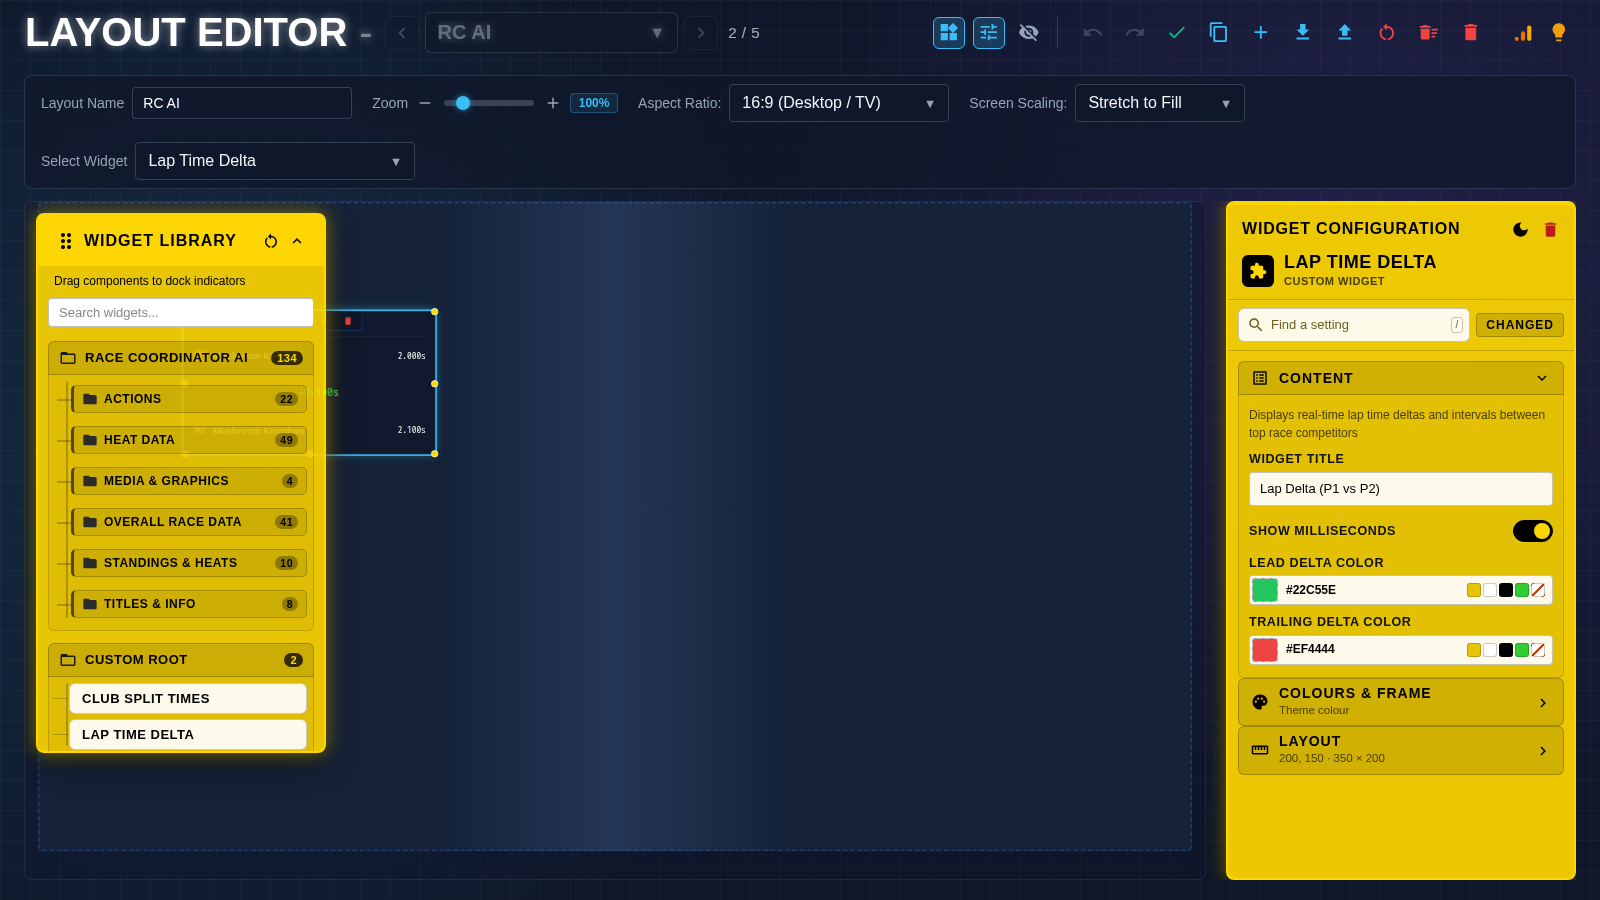 LAYOUT EDITOR -
RC AI
2 / 5
Layout Name
RC AI
Zoom
100%
Aspect Ratio:
16:9 (Desktop / TV)
Screen Scaling:
Stretch to Fill
Select Widget
Lap Time Delta
WIDGET LIBRARY
Drag components to dock indicators
Search widgets...
RACE COORDINATOR AI
134
ACTIONS
22
HEAT DATA
49
MEDIA & GRAPHICS
4
OVERALL RACE DATA
41
STANDINGS & HEATS
10
TITLES & INFO
8
CUSTOM ROOT
2
CLUB SPLIT TIMES
LAP TIME DELTA
2.000s
P2 Mushroom Kingdom
2.100s
WIDGET CONFIGURATION
LAP TIME DELTA
CUSTOM WIDGET
Find a setting
/
CHANGED
CONTENT
Displays real-time lap time deltas and intervals between
top race competitors
WIDGET TITLE
Lap Delta (P1 vs P2)
SHOW MILLISECONDS
LEAD DELTA COLOR
#22C55E
TRAILING DELTA COLOR
#EF4444
COLOURS & FRAME
Theme colour
LAYOUT
200, 150 · 350 × 200